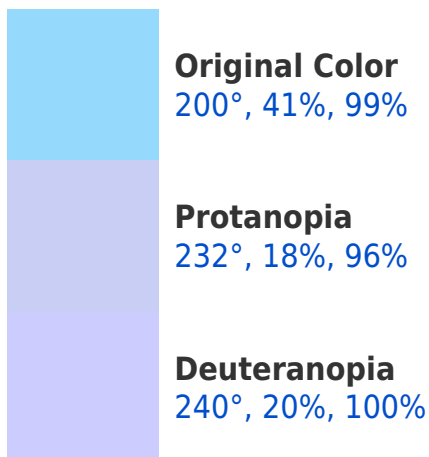 Original Color
200°, 41%, 99%
Protanopia
232°, 18%, 96%
Deuteranopia
240°, 20%, 100%